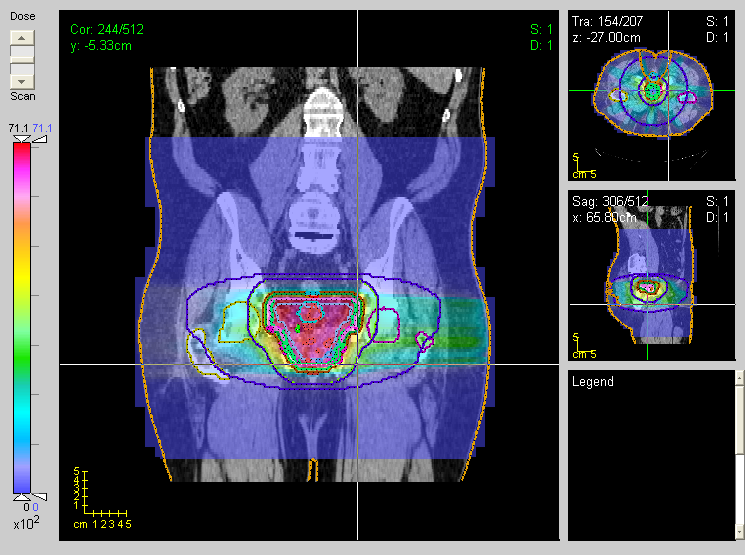 Dose
Scan
71.1 71.1
0 0
x10²
Cor: 244/512
y: -5.33cm
S: 1
D: 1
5
4
3
2
1
cm 1 2 3 4 5
Tra: 154/207
z: -27.00cm
S: 1
D: 1
5
cm 5
Sag: 306/512
x: 65.80cm
S: 1
D: 1
5
cm 5
Legend